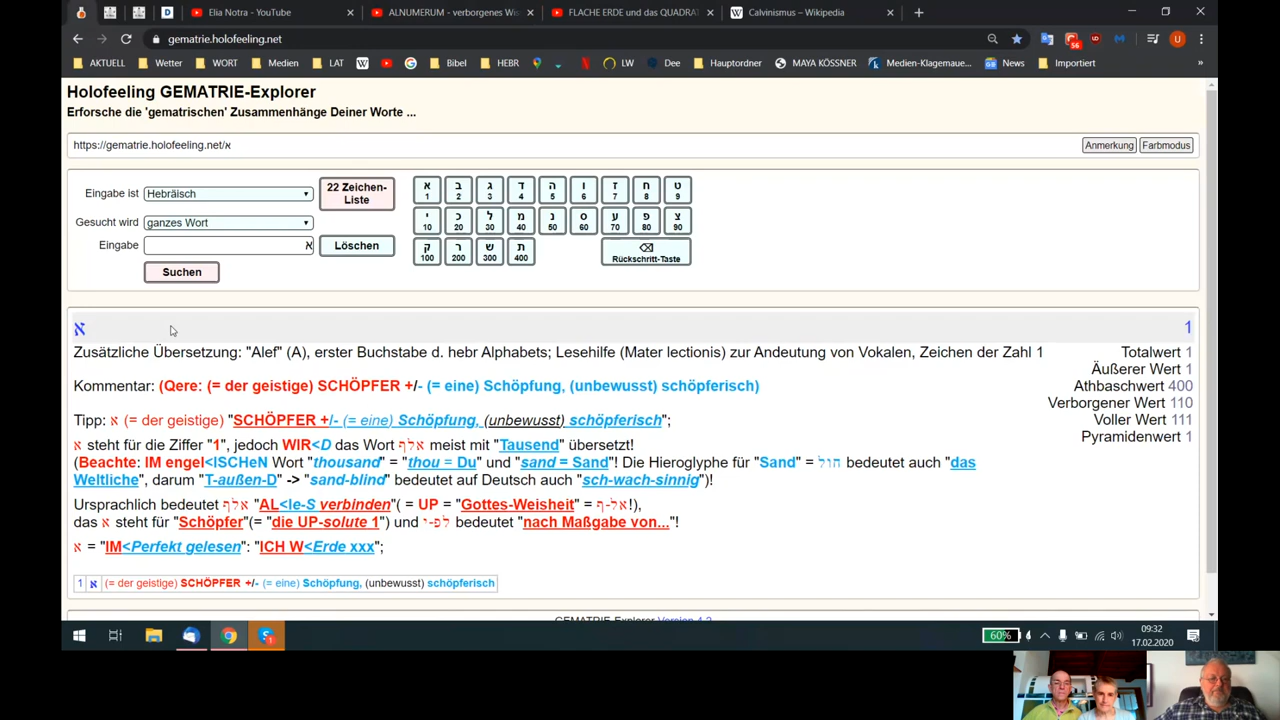 Elia Notra - YouTube
ALNUMERUM - verborgenes Wi
FLACHE ERDE und das QUADRAT
Calvinismus – Wikipedia
gematrie.holofeeling.net
56
U
AKTUELL Wetter WORT Medien LAT Bibel HEBR LW Dee Hauptordner MAYA KÖSSNER Medien-Klagemaue... News Importiert
Holofeeling GEMATRIE-Explorer
Erforsche die 'gematrischen' Zusammenhänge Deiner Worte ...
https://gematrie.holofeeling.net/א
Anmerkung Farbmodus
Eingabe ist Hebräisch
22 Zeichen-
Liste
Gesucht wird ganzes Wort
Eingabe א Löschen
Suchen
א ב ג ד ה ו ז ח ט
1 2 3 4 5 6 7 8 9
י כ ל מ נ ס ע פ צ
10 20 30 40 50 60 70 80 90
ק ר ש ת ⌫
100 200 300 400 Rückschritt-Taste
א 1
Zusätzliche Übersetzung: "Alef" (A), erster Buchstabe d. hebr Alphabets; Lesehilfe (Mater lectionis) zur Andeutung von Vokalen, Zeichen der Zahl 1
Totalwert 1
Äußerer Wert 1
Athbaschwert 400
Verborgener Wert 110
Voller Wert 111
Pyramidenwert 1
Kommentar: (Qere: (= der geistige) SCHÖPFER +/- (= eine) Schöpfung, (unbewusst) schöpferisch)
Tipp: א (= der geistige) "SCHÖPFER +/- (= eine) Schöpfung, (unbewusst) schöpferisch";
א steht für die Ziffer "1", jedoch WIR<D das Wort אלף meist mit "Tausend" übersetzt!
(Beachte: IM engel<ISCHeN Wort "thousand" = "thou = Du" und "sand = Sand"! Die Hieroglyphe für "Sand" = חול bedeutet auch "das
Weltliche", darum "T-außen-D" -> "sand-blind" bedeutet auf Deutsch auch "sch-wach-sinnig")!
Ursprachlich bedeutet אלף "AL<le-S verbinden"( = UP = "Gottes-Weisheit" = אל-ף!),
das א steht für "Schöpfer"(= "die UP-solute 1") und לפ-י bedeutet "nach Maßgabe von..."!
א = "IM<Perfekt gelesen": "ICH W<Erde xxx";
1 א (= der geistige) SCHÖPFER +/- (= eine) Schöpfung, (unbewusst) schöpferisch
GEMATRIE-Explorer Version 4.2
60%
09:32
17.02.2020